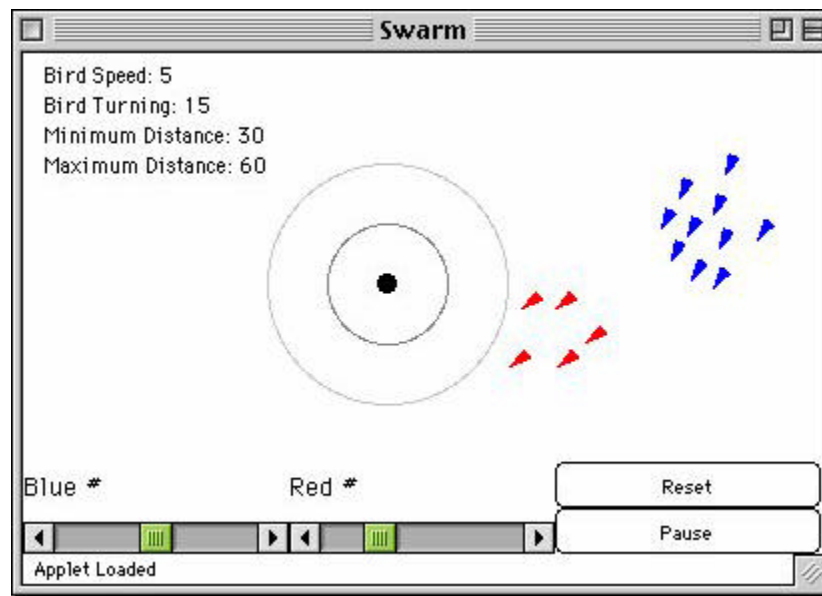 Swarm
Bird Speed: 5
Bird Turning: 15
Minimum Distance: 30
Maximum Distance: 60
Blue #
Red #
Reset
Pause
Applet Loaded